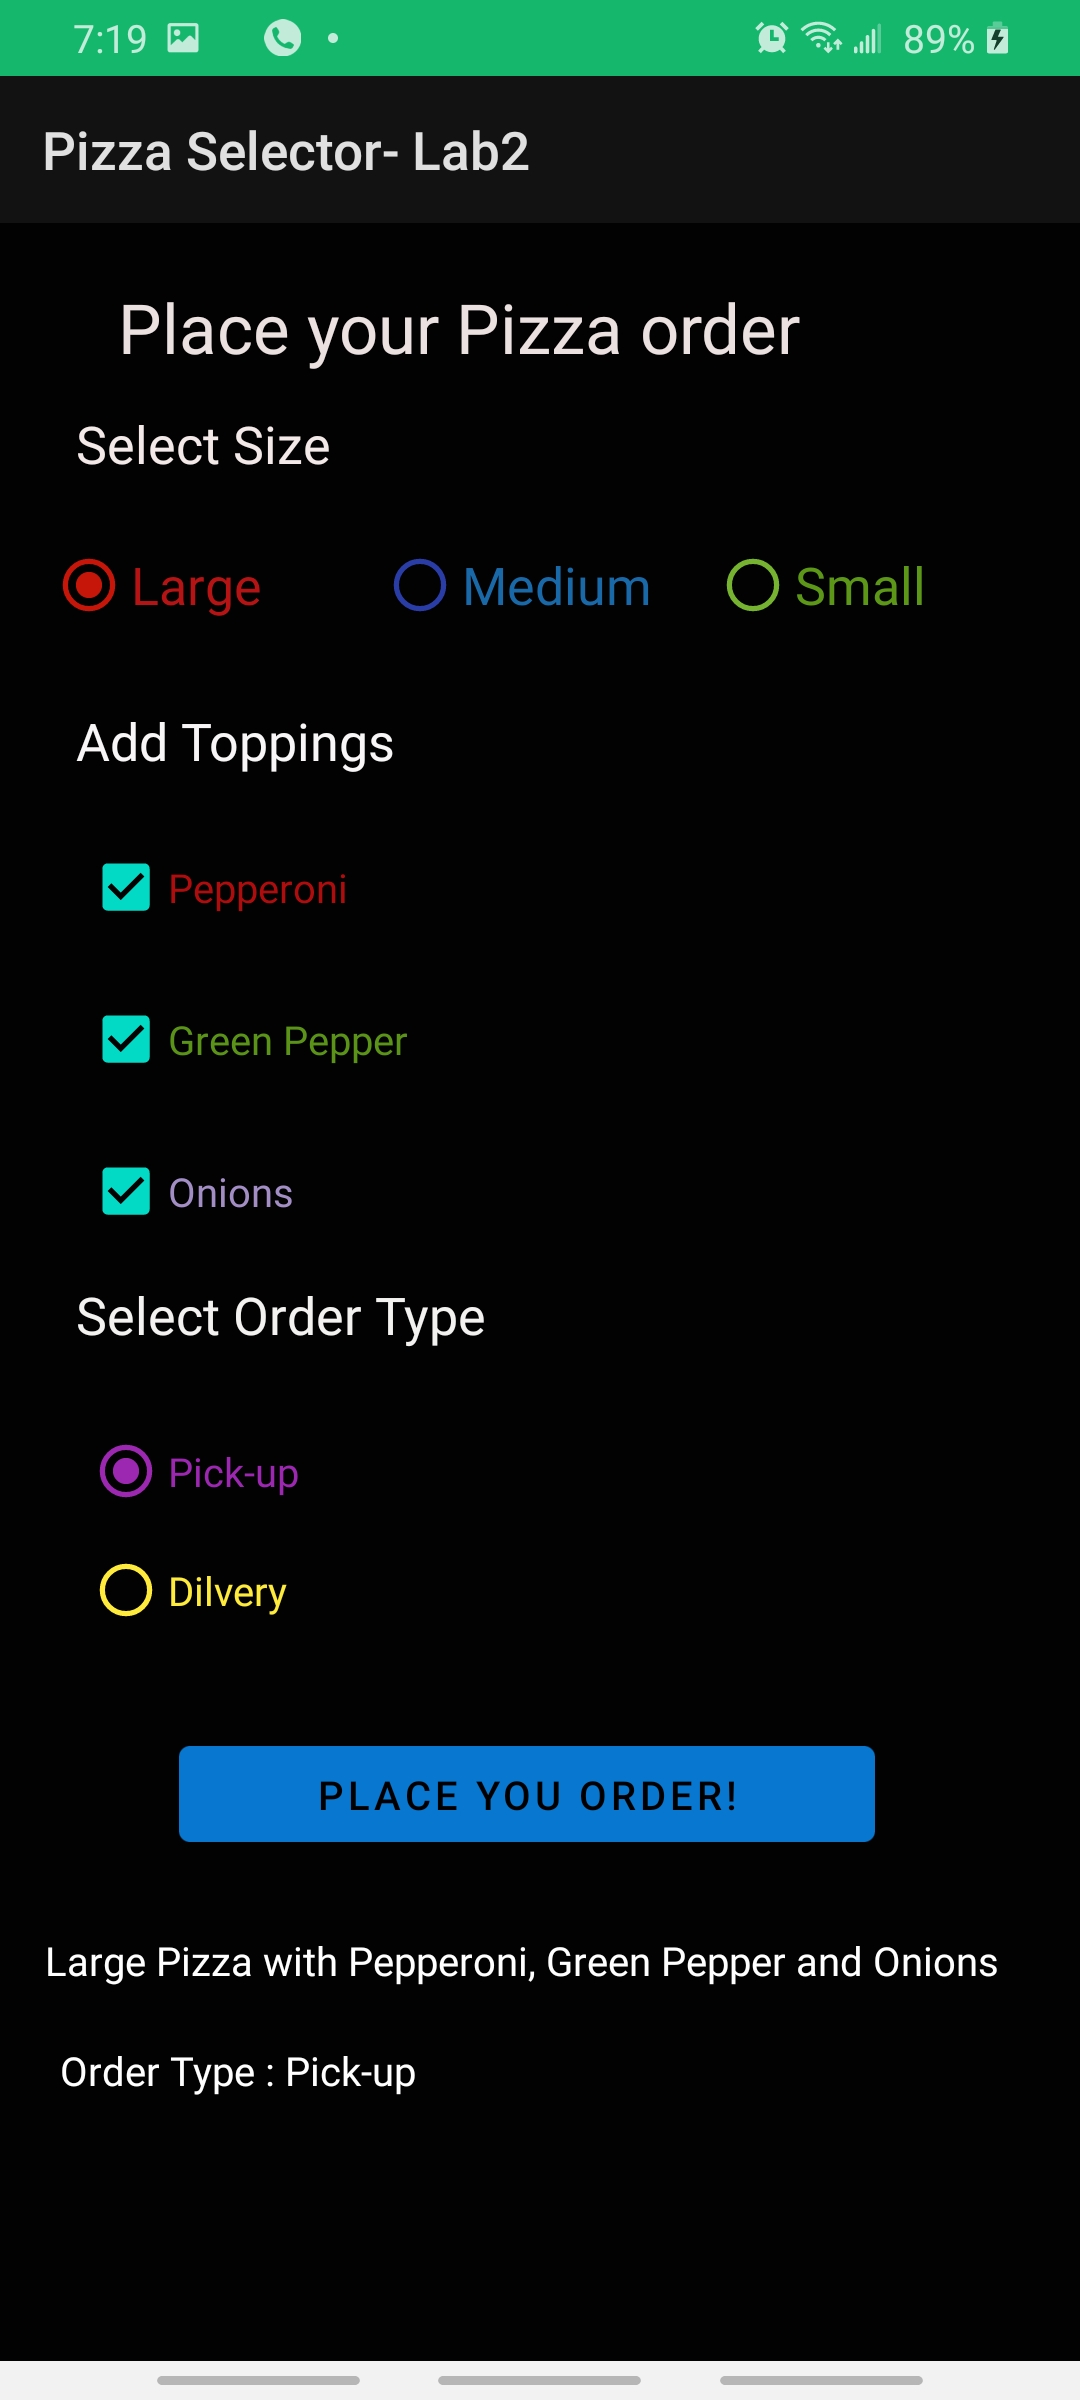 7:19 89%
Pizza Selector- Lab2
Place your Pizza order
Select Size
Large Medium Small
Add Toppings
Pepperoni
Green Pepper
Onions
Select Order Type
Pick-up
Dilvery
PLACE YOU ORDER!
Large Pizza with Pepperoni, Green Pepper and Onions
Order Type : Pick-up